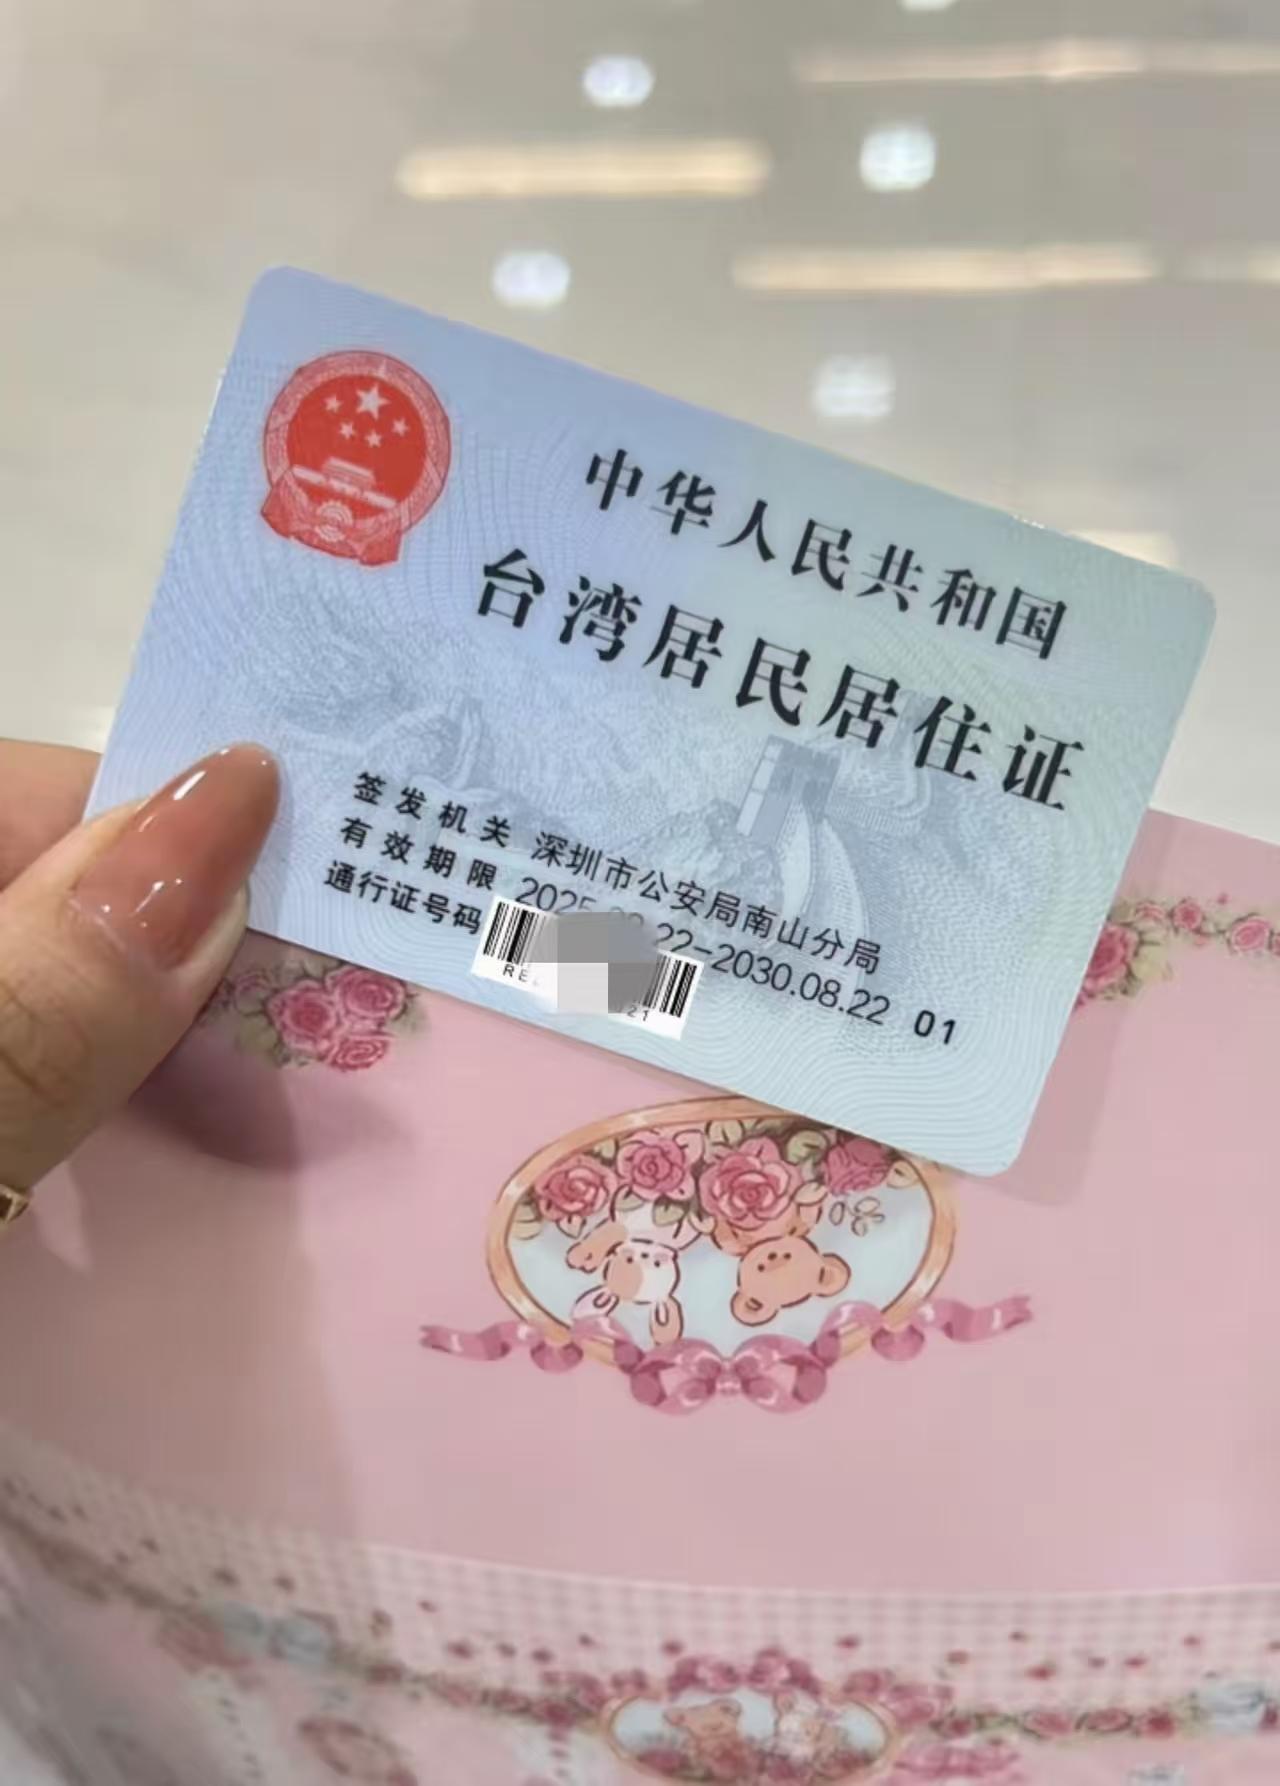 中华人民共和国
台湾居民居住证
签发机关 深圳市公安局南山分局
有效期限 2025 22-2030.08.22 01
通行证号码
RE
21